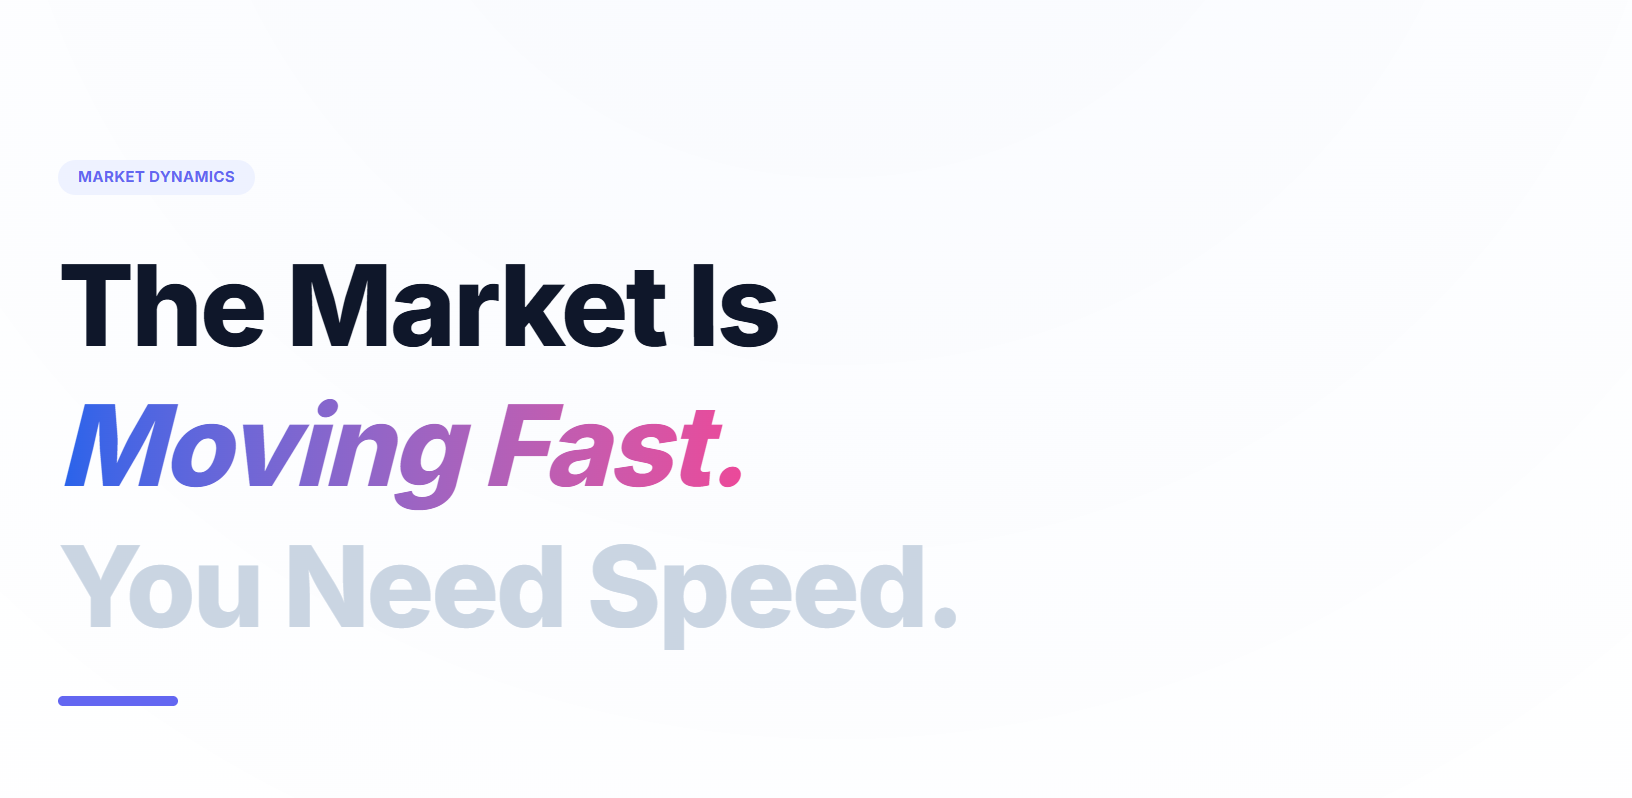 MARKET DYNAMICS
The Market Is
Moving Fast.
You Need Speed.